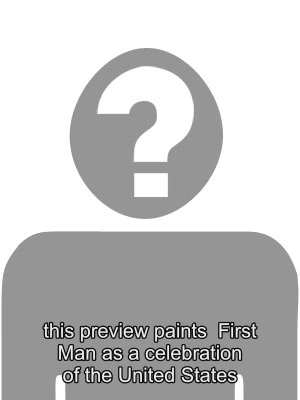 ?
this preview paints  First
Man as a celebration
of the United States